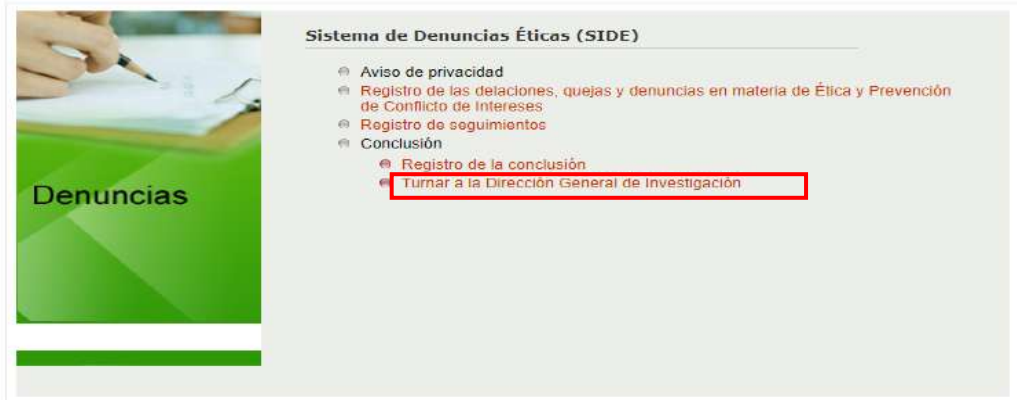 Sistema de Denuncias Éticas (SIDE)
Aviso de privacidad
Registro de las delaciones, quejas y denuncias en materia de Ética y Prevención
de Conflicto de Intereses
Registro de seguimientos
Conclusión
Registro de la conclusión
Turnar a la Dirección General de Investigación
Denuncias